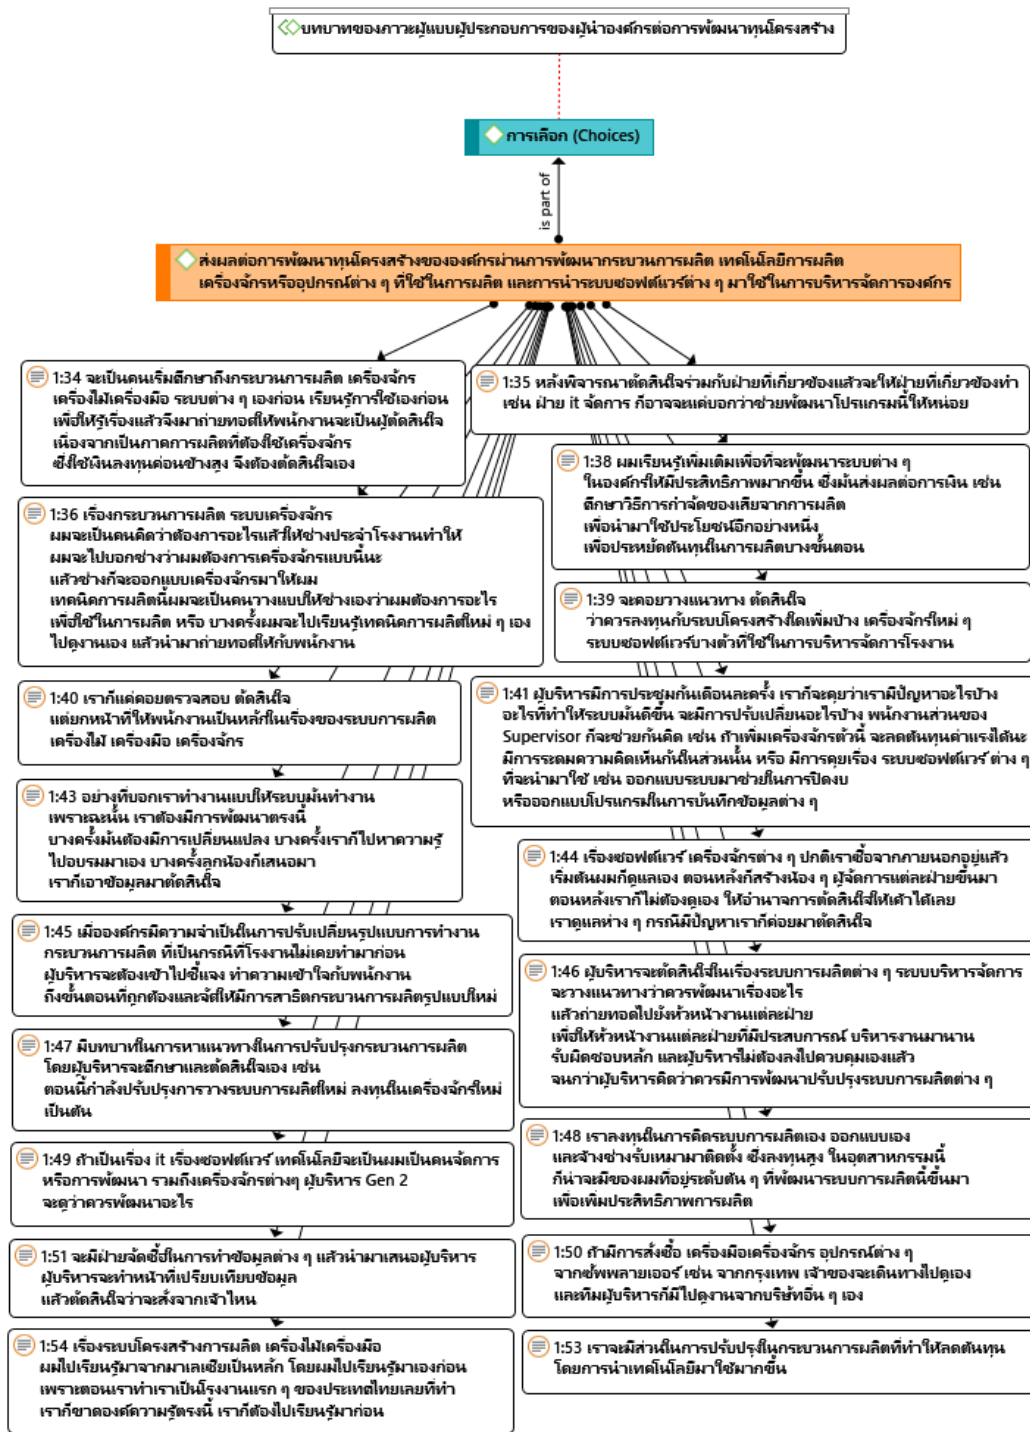 บทบาทของภาวะผู้แบบผู้ประกอบการของผู้นำองค์กรต่อการพัฒนาทุนโครงสร้าง
การเลือก (Choices)
is part of
ส่งผลต่อการพัฒนาทุนโครงสร้างขององค์กรผ่านการพัฒนากระบวนการผลิต เทคโนโลยีการผลิต
เครื่องจักรหรืออุปกรณ์ต่าง ๆ ที่ใช้ในการผลิต และการนำระบบซอฟต์แวร์ต่าง ๆ มาใช้ในการบริหารจัดการองค์กร
1:34 จะเป็นคนเริ่มศึกษาถึงกระบวนการผลิต เครื่องจักร
เครื่องไม้เครื่องมือ ระบบต่าง ๆ เองก่อน เรียนรู้การใช้เองก่อน
เพื่อให้รู้เรื่องแล้วจึงมาถ่ายทอดให้พนักงานจะเป็นผู้ตัดสินใจ
เนื่องจากเป็นภาคการผลิตที่ต้องใช้เครื่องจักร
ซึ่งใช้เงินลงทุนค่อนข้างสูง จึงต้องตัดสินใจเอง
1:35 หลังพิจารณาตัดสินใจร่วมกับฝ่ายที่เกี่ยวข้องแล้วจะให้ฝ่ายที่เกี่ยวข้องทำ
เช่น ฝ่าย it จัดการ ก็อาจจะแค่บอกว่าช่วยพัฒนาโปรแกรมนี้ให้หน่อย
1:38 ผมเรียนรู้เพิ่มเติมเพื่อที่จะพัฒนาระบบต่าง ๆ
ในองค์กรให้มีประสิทธิภาพมากขึ้น ซึ่งมันส่งผลต่อการเงิน เช่น
ศึกษาวิธีการกำจัดของเสียจากการผลิต
เพื่อนำมาใช้ประโยชน์อีกอย่างหนึ่ง
เพื่อประหยัดต้นทุนในการผลิตบางขั้นตอน
1:36 เรื่องกระบวนการผลิต ระบบเครื่องจักร
ผมจะเป็นคนคิดว่าต้องการอะไรแล้วให้ช่างประจำโรงงานทำให้
ผมจะไปบอกช่างว่าผมต้องการเครื่องจักรแบบนี้นะ
แล้วช่างก็จะออกแบบเครื่องจักรมาให้ผม
เทคนิคการผลิตนี้ผมจะเป็นคนวางแบบให้ช่างเองว่าผมต้องการอะไร
เพื่อใช้ในการผลิต หรือ บางครั้งผมจะไปเรียนรู้เทคนิคการผลิตใหม่ ๆ เอง
ไปดูงานเอง แล้วนำมาถ่ายทอดให้กับพนักงาน
1:39 จะคอยวางแนวทาง ตัดสินใจ
ว่าควรลงทุนกับระบบโครงสร้างใดเพิ่มบ้าง เครื่องจักรใหม่ ๆ
ระบบซอฟต์แวร์บางตัวที่ใช้ในการบริหารจัดการโรงงาน
1:40 เราก็แค่คอยตรวจสอบ ตัดสินใจ
แต่ยกหน้าที่ให้พนักงานเป็นหลักในเรื่องของระบบการผลิต
เครื่องไม้ เครื่องมือ เครื่องจักร
1:41 ผู้บริหารมีการประชุมกันเดือนละครั้ง เราก็จะคุยว่าเรามีปัญหาอะไรบ้าง
อะไรที่ทำให้ระบบมันดีขึ้น จะมีการปรับเปลี่ยนอะไรบ้าง พนักงานส่วนของ
Supervisor ก็จะช่วยกันคิด เช่น ถ้าเพิ่มเครื่องจักรตัวนี้ จะลดต้นทุนค่าแรงได้นะ
มีการระดมความคิดเห็นกันในส่วนนั้น หรือ มีการคุยเรื่อง ระบบซอฟต์แวร์ ต่าง ๆ
ที่จะนำมาใช้ เช่น ออกแบบระบบมาช่วยในการปิดงบ
หรือออกแบบโปรแกรมในการบันทึกข้อมูลต่าง ๆ
1:43 อย่างที่บอกเราทำงานแบบให้ระบบมันทำงาน
เพราะฉะนั้น เราต้องมีการพัฒนาตรงนี้
บางครั้งมันต้องมีการเปลี่ยนแปลง บางครั้งเราก็ไปหาความรู้
ไปอบรมมาเอง บางครั้งลูกน้องก็เสนอมา
เราก็เอาข้อมูลมาตัดสินใจ
1:44 เรื่องซอฟต์แวร์ เครื่องจักรต่าง ๆ ปกติเราซื้อจากภายนอกอยู่แล้ว
เริ่มต้นผมก็ดูแลเอง ตอนหลังก็สร้างน้อง ๆ ผู้จัดการแต่ละฝ่ายขึ้นมา
ตอนหลังเราก็ไม่ต้องดูเอง ให้อำนาจการตัดสินใจให้เค้าได้เลย
เราดูแลห่าง ๆ กรณีมีปัญหาเราก็ค่อยมาตัดสินใจ
1:45 เมื่อองค์กรมีความจำเป็นในการปรับเปลี่ยนรูปแบบการทำงาน
กระบวนการผลิต ที่เป็นกรณีที่โรงงานไม่เคยทำมาก่อน
ผู้บริหารจะต้องเข้าไปชี้แจง ทำความเข้าใจกับพนักงาน
ถึงขั้นตอนที่ถูกต้องและจัดให้มีการสาธิตกระบวนการผลิตรูปแบบใหม่
1:46 ผู้บริหารจะตัดสินใจในเรื่องระบบการผลิตต่าง ๆ ระบบบริหารจัดการ
จะวางแนวทางว่าควรพัฒนาเรื่องอะไร
แล้วถ่ายทอดไปยังหัวหน้างานแต่ละฝ่าย
เพื่อให้หัวหน้างานแต่ละฝ่ายที่มีประสบการณ์ บริหารงานมานาน
รับผิดชอบหลัก และผู้บริหารไม่ต้องลงไปควบคุมเองแล้ว
จนกว่าผู้บริหารคิดว่าควรมีการพัฒนาปรับปรุงระบบการผลิตต่าง ๆ
1:47 มีบทบาทในการหาแนวทางในการปรับปรุงกระบวนการผลิต
โดยผู้บริหารจะศึกษาและตัดสินใจเอง เช่น
ตอนนี้กำลังปรับปรุงการวางระบบการผลิตใหม่ ลงทุนในเครื่องจักรใหม่
เป็นต้น
1:48 เราลงทุนในการคิดระบบการผลิตเอง ออกแบบเอง
และจ้างช่างรับเหมามาติดตั้ง ซึ่งลงทุนสูง ในอุตสาหกรรมนี้
ก็น่าจะมีของผมที่อยู่ระดับต้น ๆ ที่พัฒนาระบบการผลิตนี้ขึ้นมา
เพื่อเพิ่มประสิทธิภาพการผลิต
1:49 ถ้าเป็นเรื่อง it เรื่องซอฟต์แวร์ เทคโนโลยีจะเป็นผมเป็นคนจัดการ
หรือการพัฒนา รวมถึงเครื่องจักรต่างๆ ผู้บริหาร Gen 2
จะดูว่าควรพัฒนาอะไร
1:50 ถ้ามีการสั่งซื้อ เครื่องมือเครื่องจักร อุปกรณ์ต่าง ๆ
จากซัพพลายเออร์ เช่น จากกรุงเทพ เจ้าของจะเดินทางไปดูเอง
และทีมผู้บริหารก็มีไปดูงานจากบริษัทอื่น ๆ เอง
1:51 จะมีฝ่ายจัดซื้อในการทำข้อมูลต่าง ๆ แล้วนำมาเสนอผู้บริหาร
ผู้บริหารจะทำหน้าที่เปรียบเทียบข้อมูล
แล้วตัดสินใจว่าจะสั่งจากเจ้าไหน
1:53 เราจะมีส่วนในการปรับปรุงในกระบวนการผลิตที่ทำให้ลดต้นทุน
โดยการนำเทคโนโลยีมาใช้มากขึ้น
1:54 เรื่องระบบโครงสร้างการผลิต เครื่องไม้เครื่องมือ
ผมไปเรียนรู้มาจากมาเลเซียเป็นหลัก โดยผมไปเรียนรู้มาเองก่อน
เพราะตอนเราทำเราเป็นโรงงานแรก ๆ ของประเทศไทยเลยที่ทำ
เราก็ขาดองค์ความรู้ตรงนี้ เราก็ต้องไปเรียนรู้มาก่อน